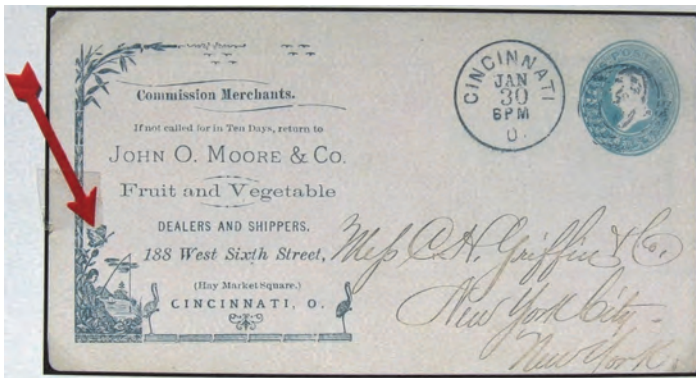 Commission Merchants.
If not called for in Ten Days, return to
JOHN O. MOORE & CO.
Fruit and Vegetable
DEALERS AND SHIPPERS.
188 West Sixth Street,
(Hay Market Square.)
CINCINNATI, O.
CINCINNATI
JAN
30
6 PM
O.
Mess C. H. Griffin & Co,
New York City-
New York